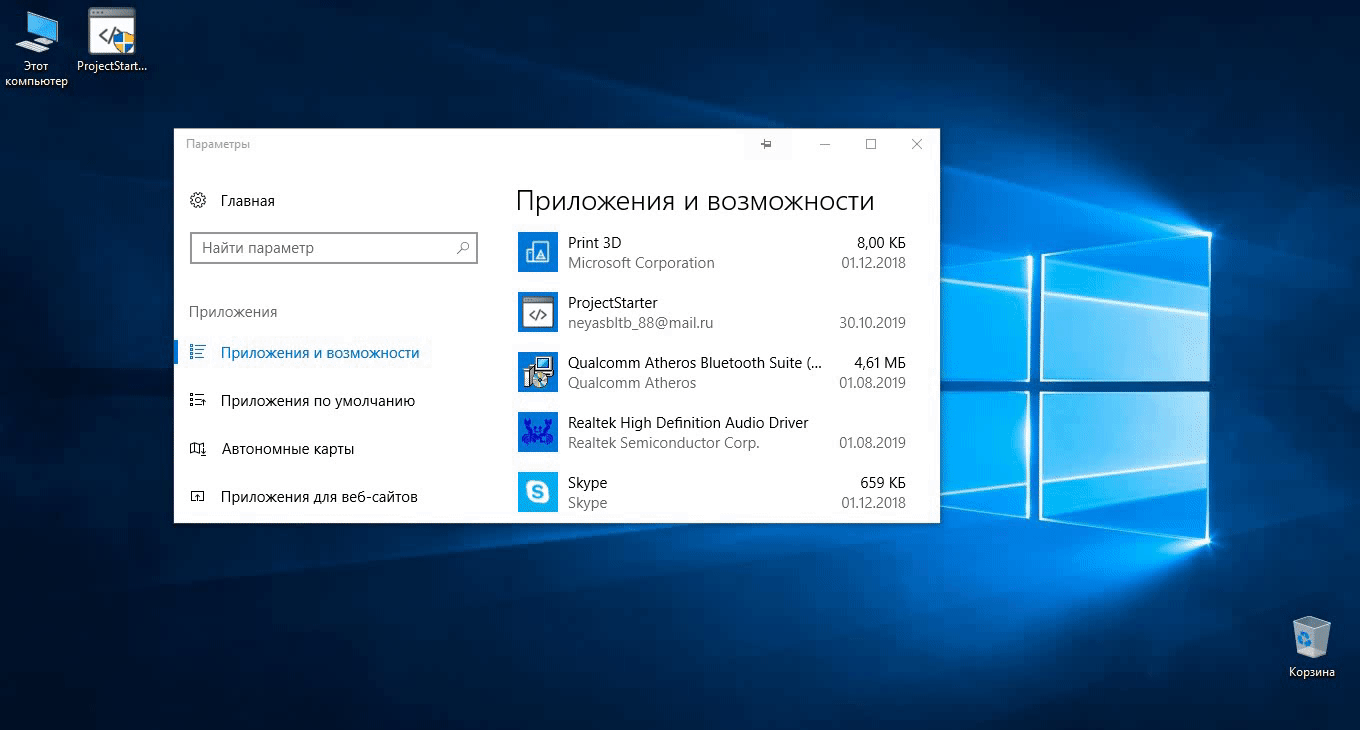 Этот
компьютер
ProjectStart...
Параметры
Главная
Найти параметр
Приложения
Приложения и возможности
Приложения по умолчанию
Автономные карты
Приложения для веб-сайтов
Приложения и возможности
Print 3D 8,00 КБ
Microsoft Corporation 01.12.2018
ProjectStarter
neyasbltb_88@mail.ru 30.10.2019
Qualcomm Atheros Bluetooth Suite (... 4,61 МБ
Qualcomm Atheros 01.08.2019
Realtek High Definition Audio Driver
Realtek Semiconductor Corp. 01.08.2019
Skype 659 КБ
Skype 01.12.2018
Корзина